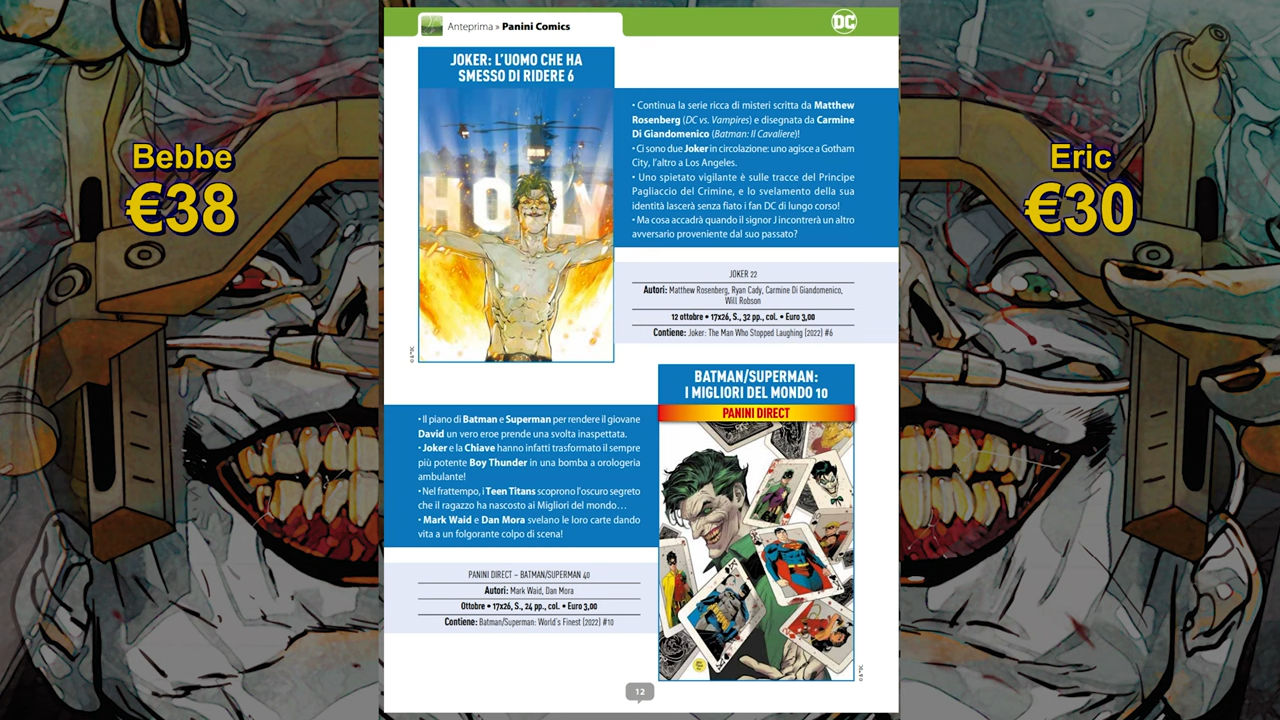 Anteprima » Panini Comics
DC
JOKER: L'UOMO CHE HA
SMESSO DI RIDERE 6
HOLLY
• Continua la serie ricca di misteri scritta da Matthew
Rosenberg (DC vs. Vampires) e disegnata da Carmine
Di Giandomenico (Batman: Il Cavaliere)!
• Ci sono due Joker in circolazione: uno agisce a Gotham
City, l'altro a Los Angeles.
• Uno spietato vigilante è sulle tracce del Principe
Pagliaccio del Crimine, e lo svelamento della sua
identità lascerà senza fiato i fan DC di lungo corso!
• Ma cosa accadrà quando il signor J incontrerà un altro
avversario proveniente dal suo passato?
JOKER 22
Autori: Matthew Rosenberg, Ryan Cady, Carmine Di Giandomenico,
Will Robson
12 ottobre • 17x26, S., 32 pp., col. • Euro 3,00
Contiene: Joker: The Man Who Stopped Laughing (2022) #6
© & ™ DC
Bebbe
€38
Eric
€30
BATMAN/SUPERMAN:
I MIGLIORI DEL MONDO 10
PANINI DIRECT
• Il piano di Batman e Superman per rendere il giovane
David un vero eroe prende una svolta inaspettata.
• Joker e la Chiave hanno infatti trasformato il sempre
più potente Boy Thunder in una bomba a orologeria
ambulante!
• Nel frattempo, i Teen Titans scoprono l'oscuro segreto
che il ragazzo ha nascosto ai Migliori del mondo…
• Mark Waid e Dan Mora svelano le loro carte dando
vita a un folgorante colpo di scena!
PANINI DIRECT – BATMAN/SUPERMAN 40
Autori: Mark Waid, Dan Mora
Ottobre • 17x26, S., 24 pp., col. • Euro 3,00
Contiene: Batman/Superman: World's Finest (2022) #10
© & ™ DC
12